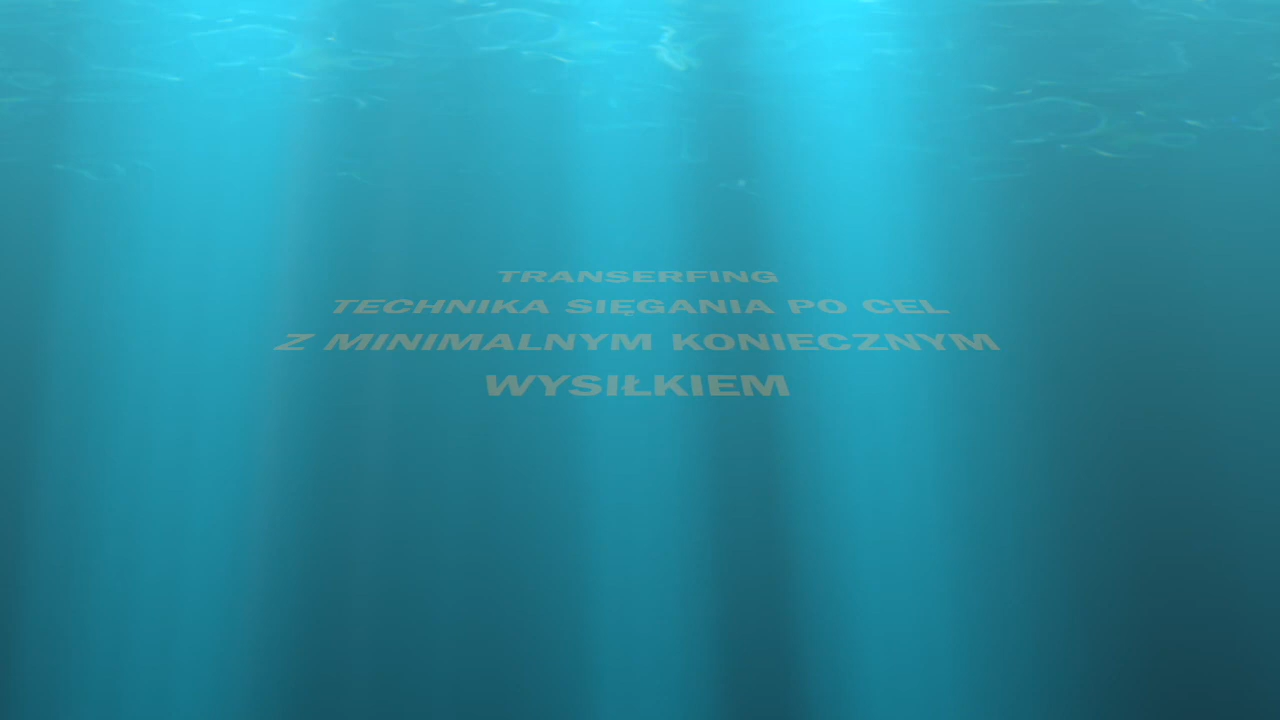 TRANSERFING
TECHNIKA SIĘGANIA PO CEL
Z MINIMALNYM KONIECZNYM
WYSIŁKIEM